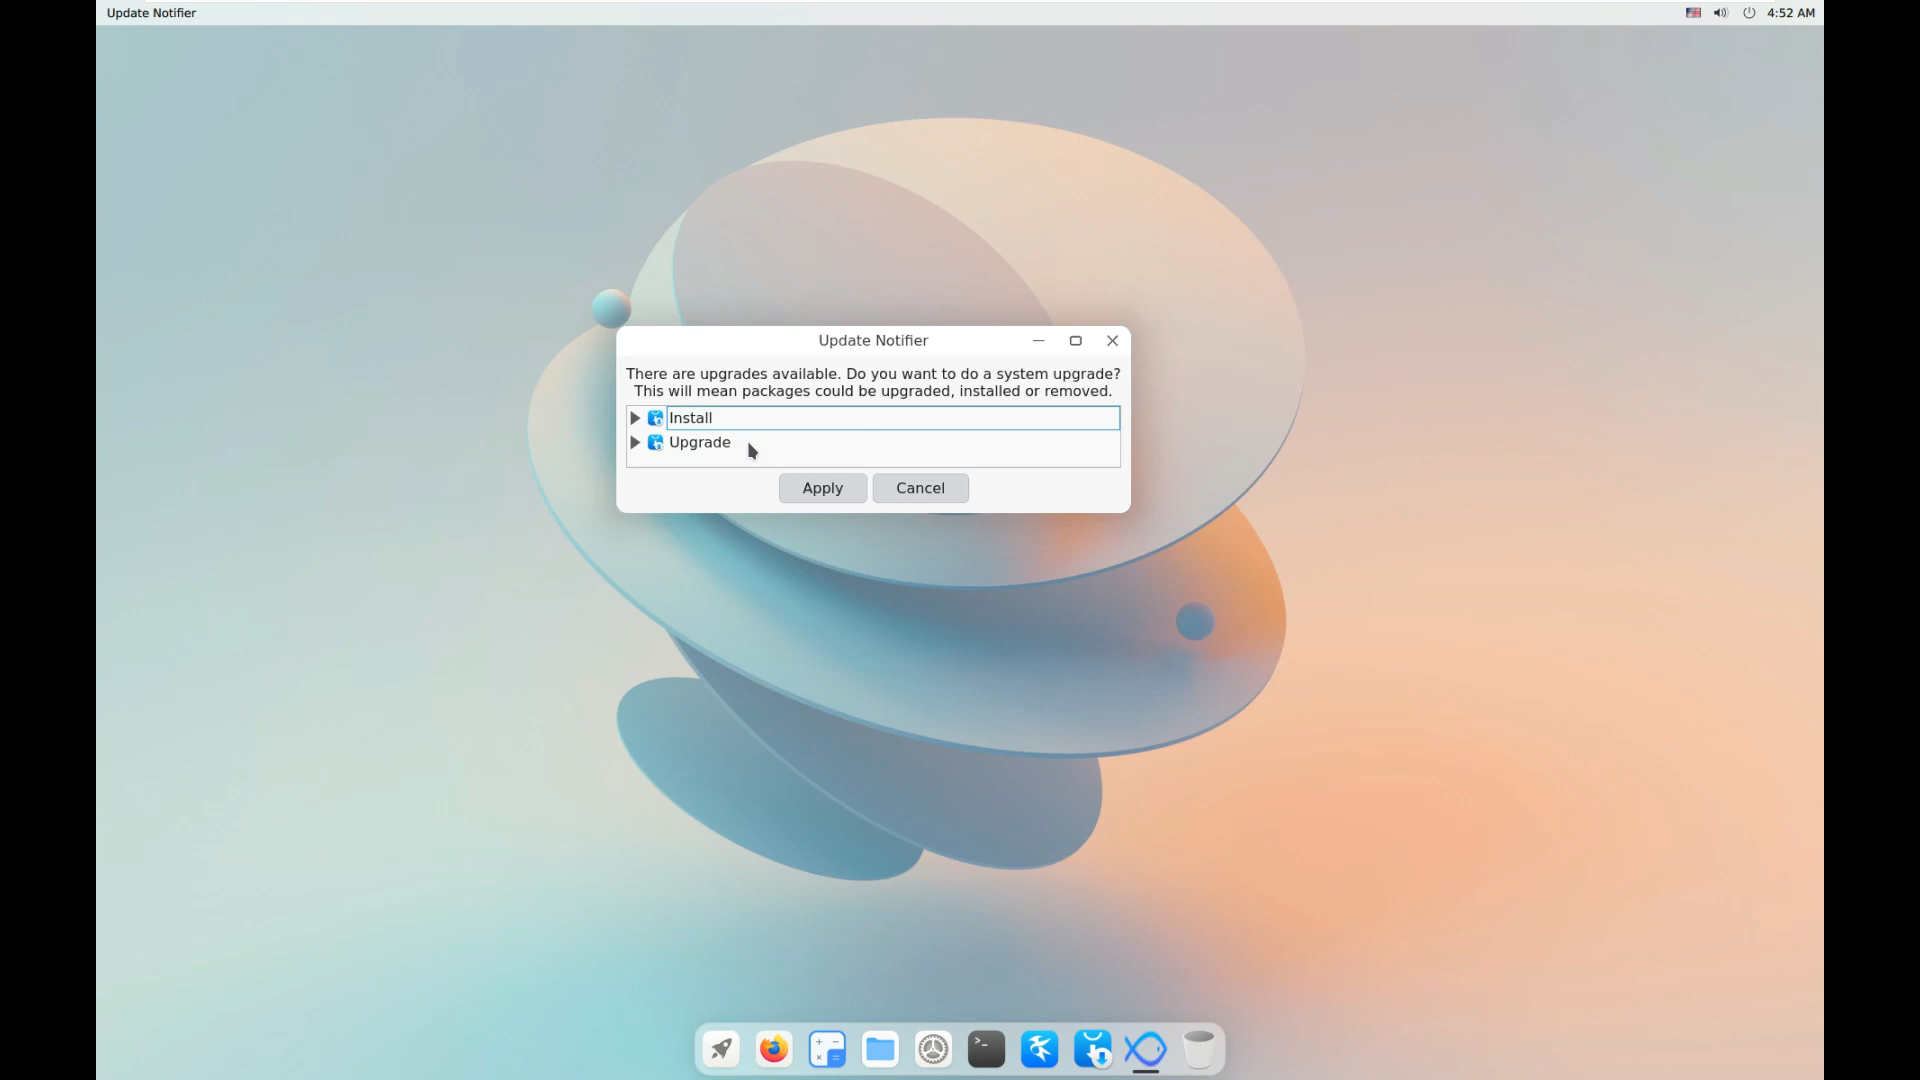 Update Notifier
4:52 AM
Update Notifier
There are upgrades available. Do you want to do a system upgrade?
This will mean packages could be upgraded, installed or removed.
Install
Upgrade
Apply Cancel